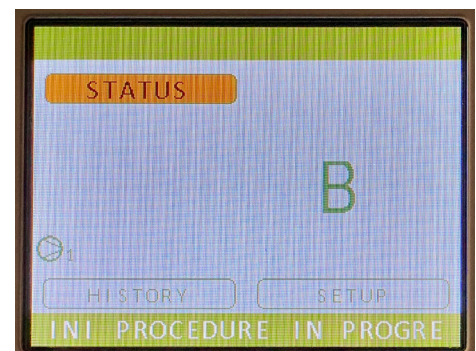 STATUS
B
1
HISTORY SETUP
INI PROCEDURE IN PROGRE